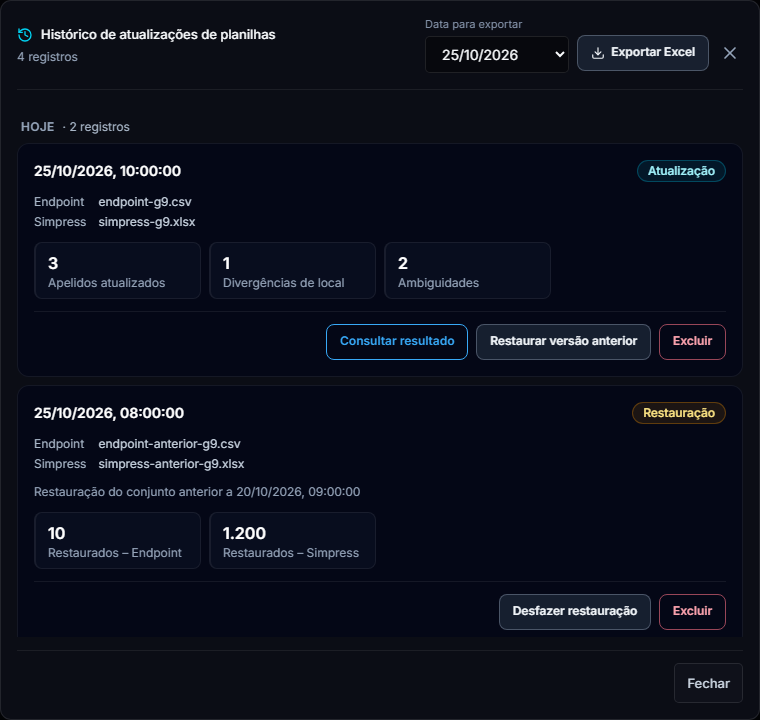 Histórico de atualizações de planilhas
4 registros
Data para exportar
25/10/2026
Exportar Excel
HOJE · 2 registros
25/10/2026, 10:00:00
Atualização
Endpoint endpoint-g9.csv
Simpress simpress-g9.xlsx
3
Apelidos atualizados
1
Divergências de local
2
Ambiguidades
Consultar resultado
Restaurar versão anterior
Excluir
25/10/2026, 08:00:00
Restauração
Endpoint endpoint-anterior-g9.csv
Simpress simpress-anterior-g9.xlsx
Restauração do conjunto anterior a 20/10/2026, 09:00:00
10
Restaurados – Endpoint
1.200
Restaurados – Simpress
Desfazer restauração
Excluir
Fechar